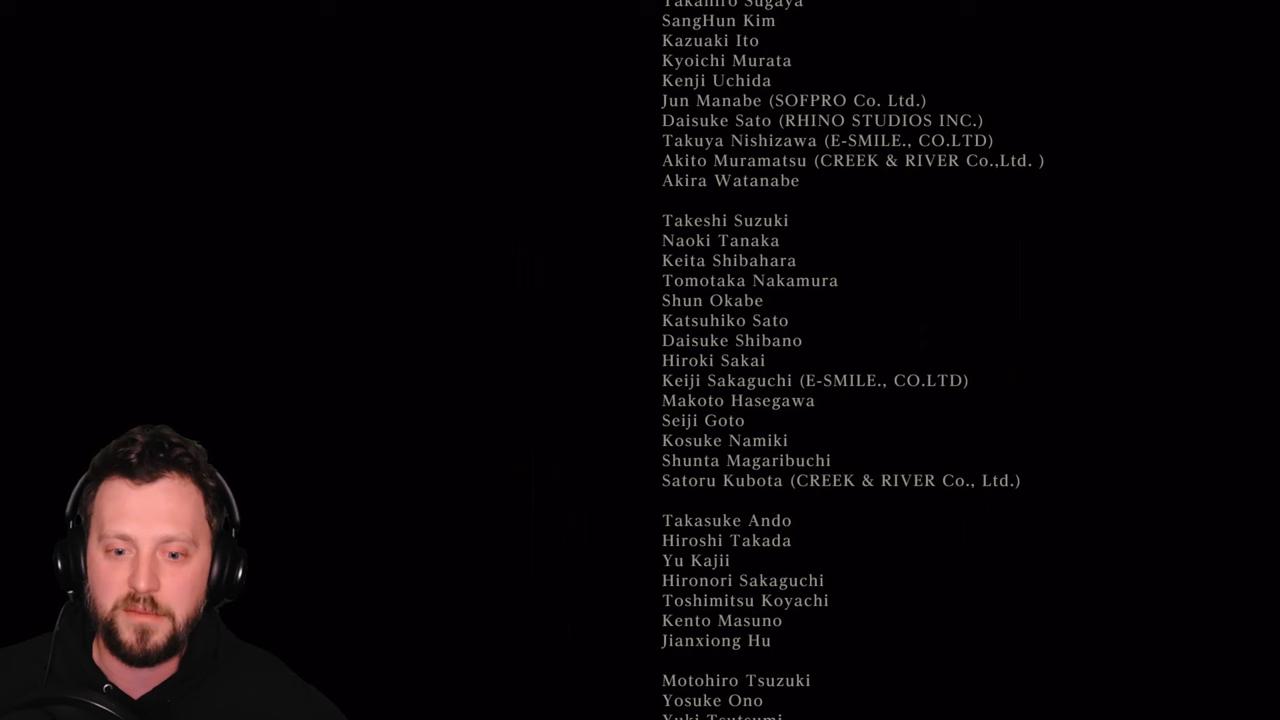 Takahiro Sugaya
SangHun Kim
Kazuaki Ito
Kyoichi Murata
Kenji Uchida
Jun Manabe (SOFPRO Co. Ltd.)
Daisuke Sato (RHINO STUDIOS INC.)
Takuya Nishizawa (E-SMILE., CO.LTD)
Akito Muramatsu (CREEK & RIVER Co.,Ltd. )
Akira Watanabe
Takeshi Suzuki
Naoki Tanaka
Keita Shibahara
Tomotaka Nakamura
Shun Okabe
Katsuhiko Sato
Daisuke Shibano
Hiroki Sakai
Keiji Sakaguchi (E-SMILE., CO.LTD)
Makoto Hasegawa
Seiji Goto
Kosuke Namiki
Shunta Magaribuchi
Satoru Kubota (CREEK & RIVER Co., Ltd.)
Takasuke Ando
Hiroshi Takada
Yu Kajii
Hironori Sakaguchi
Toshimitsu Koyachi
Kento Masuno
Jianxiong Hu
Motohiro Tsuzuki
Yosuke Ono
Yuki Tsutsumi